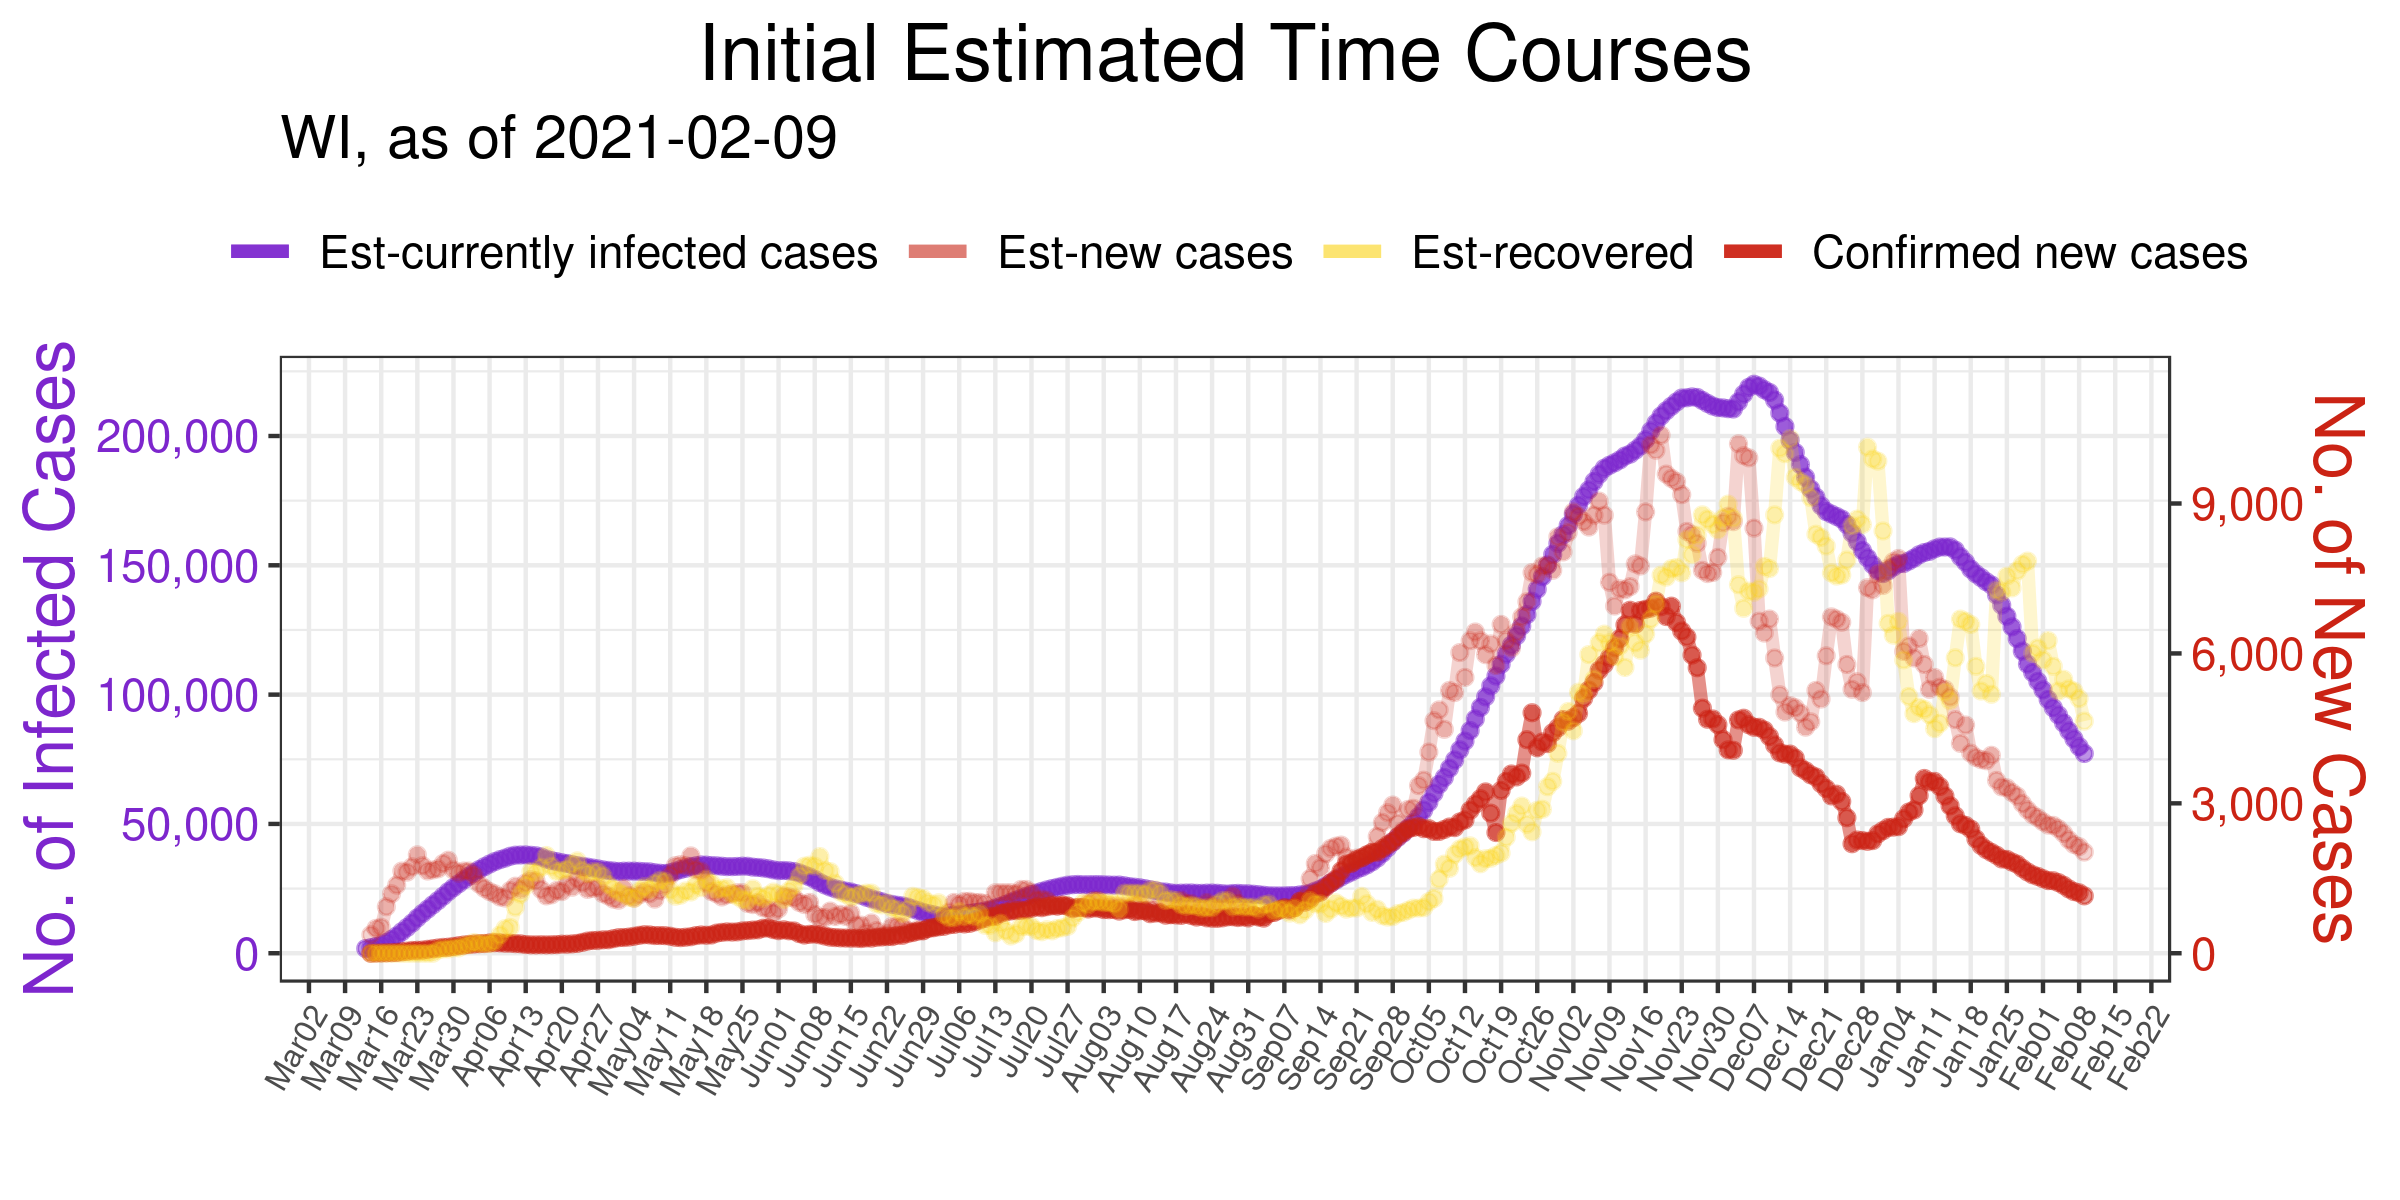 Initial Estimated Time Courses
WI, as of 2021-02-09
Est-currently infected cases Est-new cases Est-recovered Confirmed new cases
No. of Infected Cases
200,000
150,000
100,000
50,000
0
9,000
6,000
3,000
0
No. of New Cases
Mar02 Mar09 Mar16 Mar23 Mar30 Apr06 Apr13 Apr20 Apr27 May04 May11 May18 May25 Jun01 Jun08 Jun15 Jun22 Jun29 Jul06 Jul13 Jul20 Jul27 Aug03 Aug10 Aug17 Aug24 Aug31 Sep07 Sep14 Sep21 Sep28 Oct05 Oct12 Oct19 Oct26 Nov02 Nov09 Nov16 Nov23 Nov30 Dec07 Dec14 Dec21 Dec28 Jan04 Jan11 Jan18 Jan25 Feb01 Feb08 Feb15 Feb22